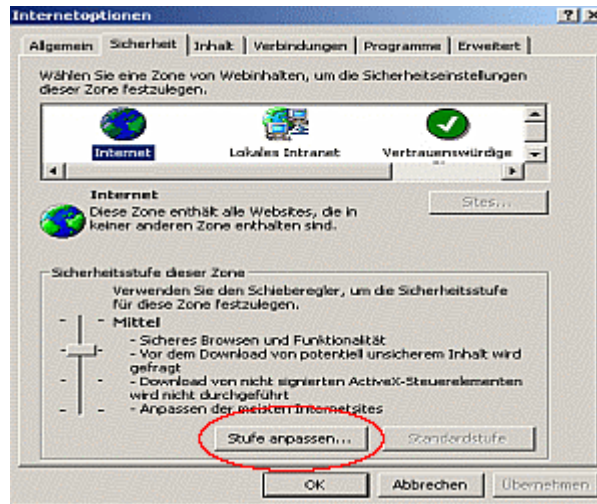 Internetoptionen
Allgemein Sicherheit Inhalt Verbindungen Programme Erweitert
Wählen Sie eine Zone von Webinhalten, um die Sicherheitseinstellungen
dieser Zone festzulegen.
Internet Lokales Intranet Vertrauenswürdige
Internet
Sites...
Diese Zone enthält alle Websites, die in
keiner anderen Zone enthalten sind.
Sicherheitsstufe dieser Zone
Verwenden Sie den Schieberegler, um die Sicherheitsstufe
für diese Zone festzulegen.
Mittel
- Sicheres Browsen und Funktionalität
- Vor dem Download von potentiell unsicherem Inhalt wird
gefragt
- Download von nicht signierten ActiveX-Steuerelementen
wird nicht durchgeführt
- Anpassen der meisten Internetsites
Stufe anpassen... Standardstufe
OK Abbrechen Übernehmen